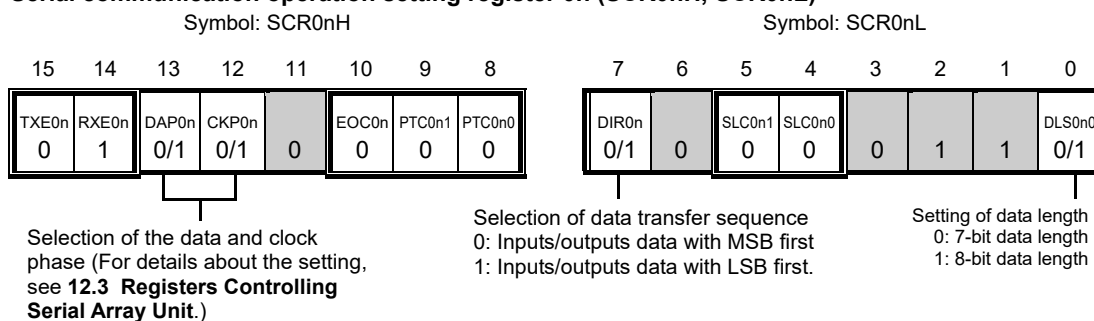 Serial communication operation setting register 0n (SCR0nH, SCR0nL)
Symbol: SCR0nH
Symbol: SCR0nL
15 14 13 12 11 10 9 8
7 6 5 4 3 2 1 0
TXE0n RXE0n DAP0n CKP0n EOC0n PTC0n1 PTC0n0
0 1 0/1 0/1 0 0 0 0
DIR0n SLC0n1 SLC0n0 DLS0n0
0/1 0 0 0 0 1 1 0/1
Selection of the data and clock
phase (For details about the setting,
see 12.3 Registers Controlling
Serial Array Unit.)
Selection of data transfer sequence
0: Inputs/outputs data with MSB first
1: Inputs/outputs data with LSB first.
Setting of data length
0: 7-bit data length
1: 8-bit data length